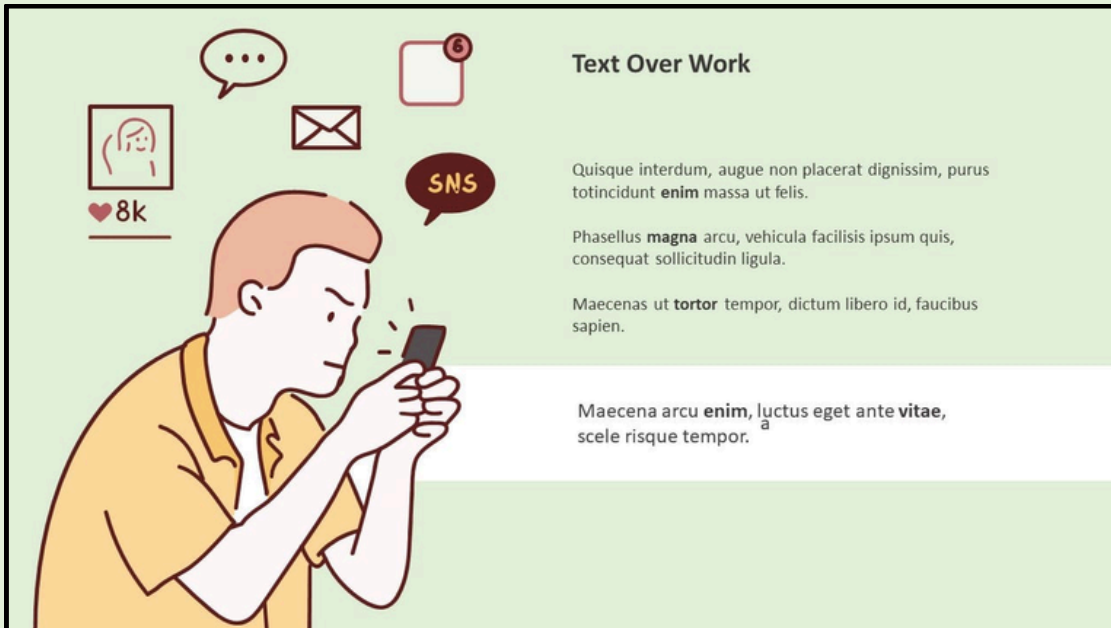 6
SNS
8k
Text Over Work
Quisque interdum, augue non placerat dignissim, purus
totincidunt enim massa ut felis.
Phasellus magna arcu, vehicula facilisis ipsum quis,
consequat sollicitudin ligula.
Maecenas ut tortor tempor, dictum libero id, faucibus
sapien.
Maecena arcu enim, luctus eget ante vitae,
a
scele risque tempor.